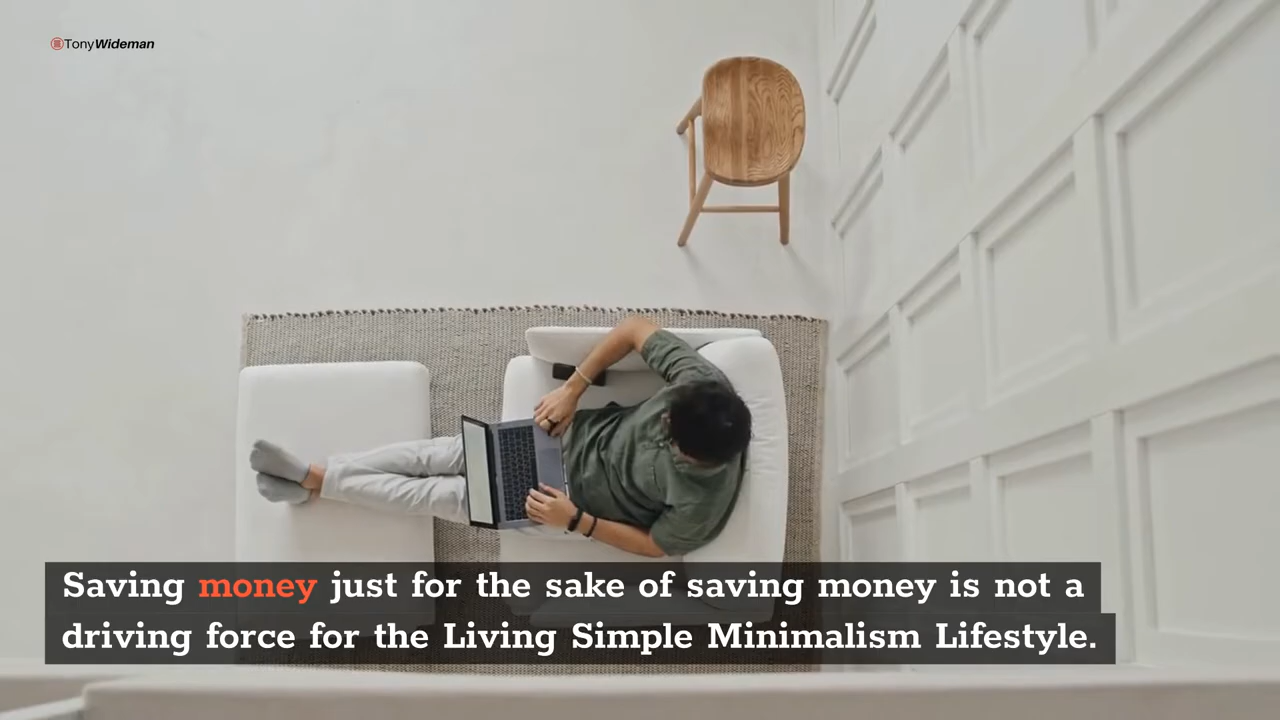 TonyWideman
Saving money just for the sake of saving money is not a
driving force for the Living Simple Minimalism Lifestyle.